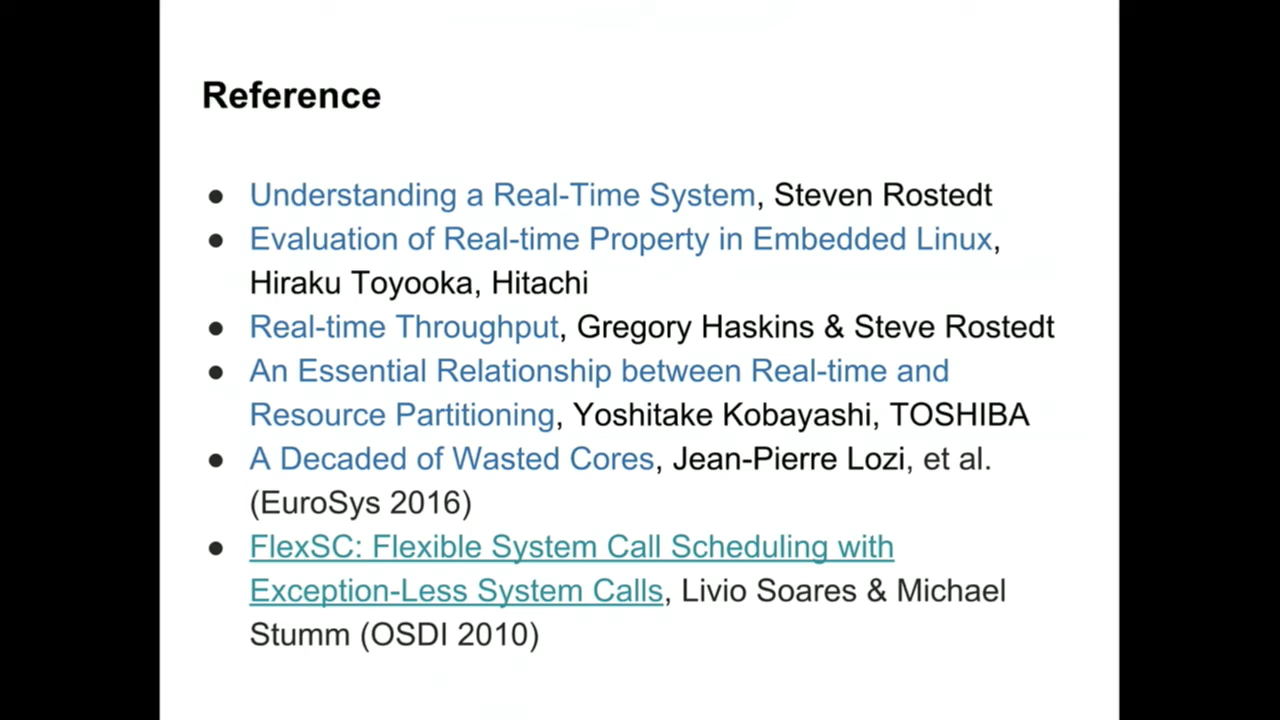 Reference
● Understanding a Real-Time System, Steven Rostedt
● Evaluation of Real-time Property in Embedded Linux,
Hiraku Toyooka, Hitachi
● Real-time Throughput, Gregory Haskins & Steve Rostedt
● An Essential Relationship between Real-time and
Resource Partitioning, Yoshitake Kobayashi, TOSHIBA
● A Decaded of Wasted Cores, Jean-Pierre Lozi, et al.
(EuroSys 2016)
● FlexSC: Flexible System Call Scheduling with
Exception-Less System Calls, Livio Soares & Michael
Stumm (OSDI 2010)